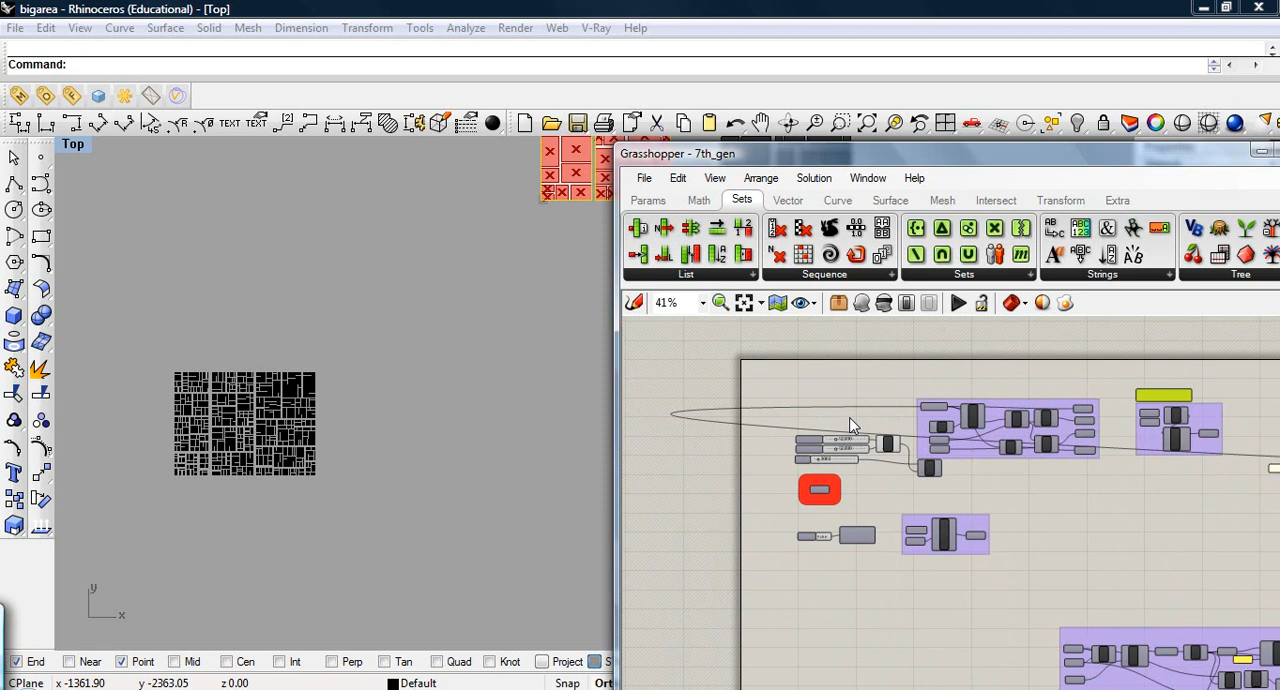 bigarea - Rhinoceros (Educational) - [Top]
File Edit View Curve Surface Solid Mesh Dimension Transform Tools Analyze Render Web V-Ray Help
Command:
TEXT TEXT
Top
Grasshopper - 7th_gen
File Edit View Arrange Solution Window Help
Params Math Sets Vector Curve Surface Mesh Intersect Transform Extra
List Sequence Sets Strings Tree
41%
y
x
End Near Point Mid Cen Int Perp Tan Quad Knot Project S
CPlane x -1361.90 y -2363.05 z 0.00 Default Snap Ort